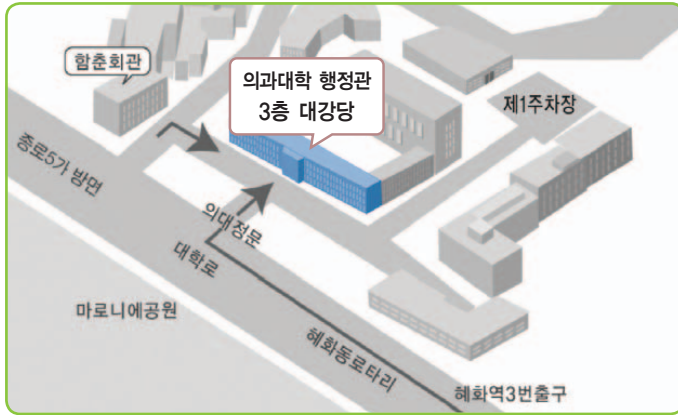 함춘회관
의과대학 행정관
3층 대강당
제1주차장
종로5가 방면
의대정문
대학로
마로니에공원
혜화동로타리
혜화역3번출구